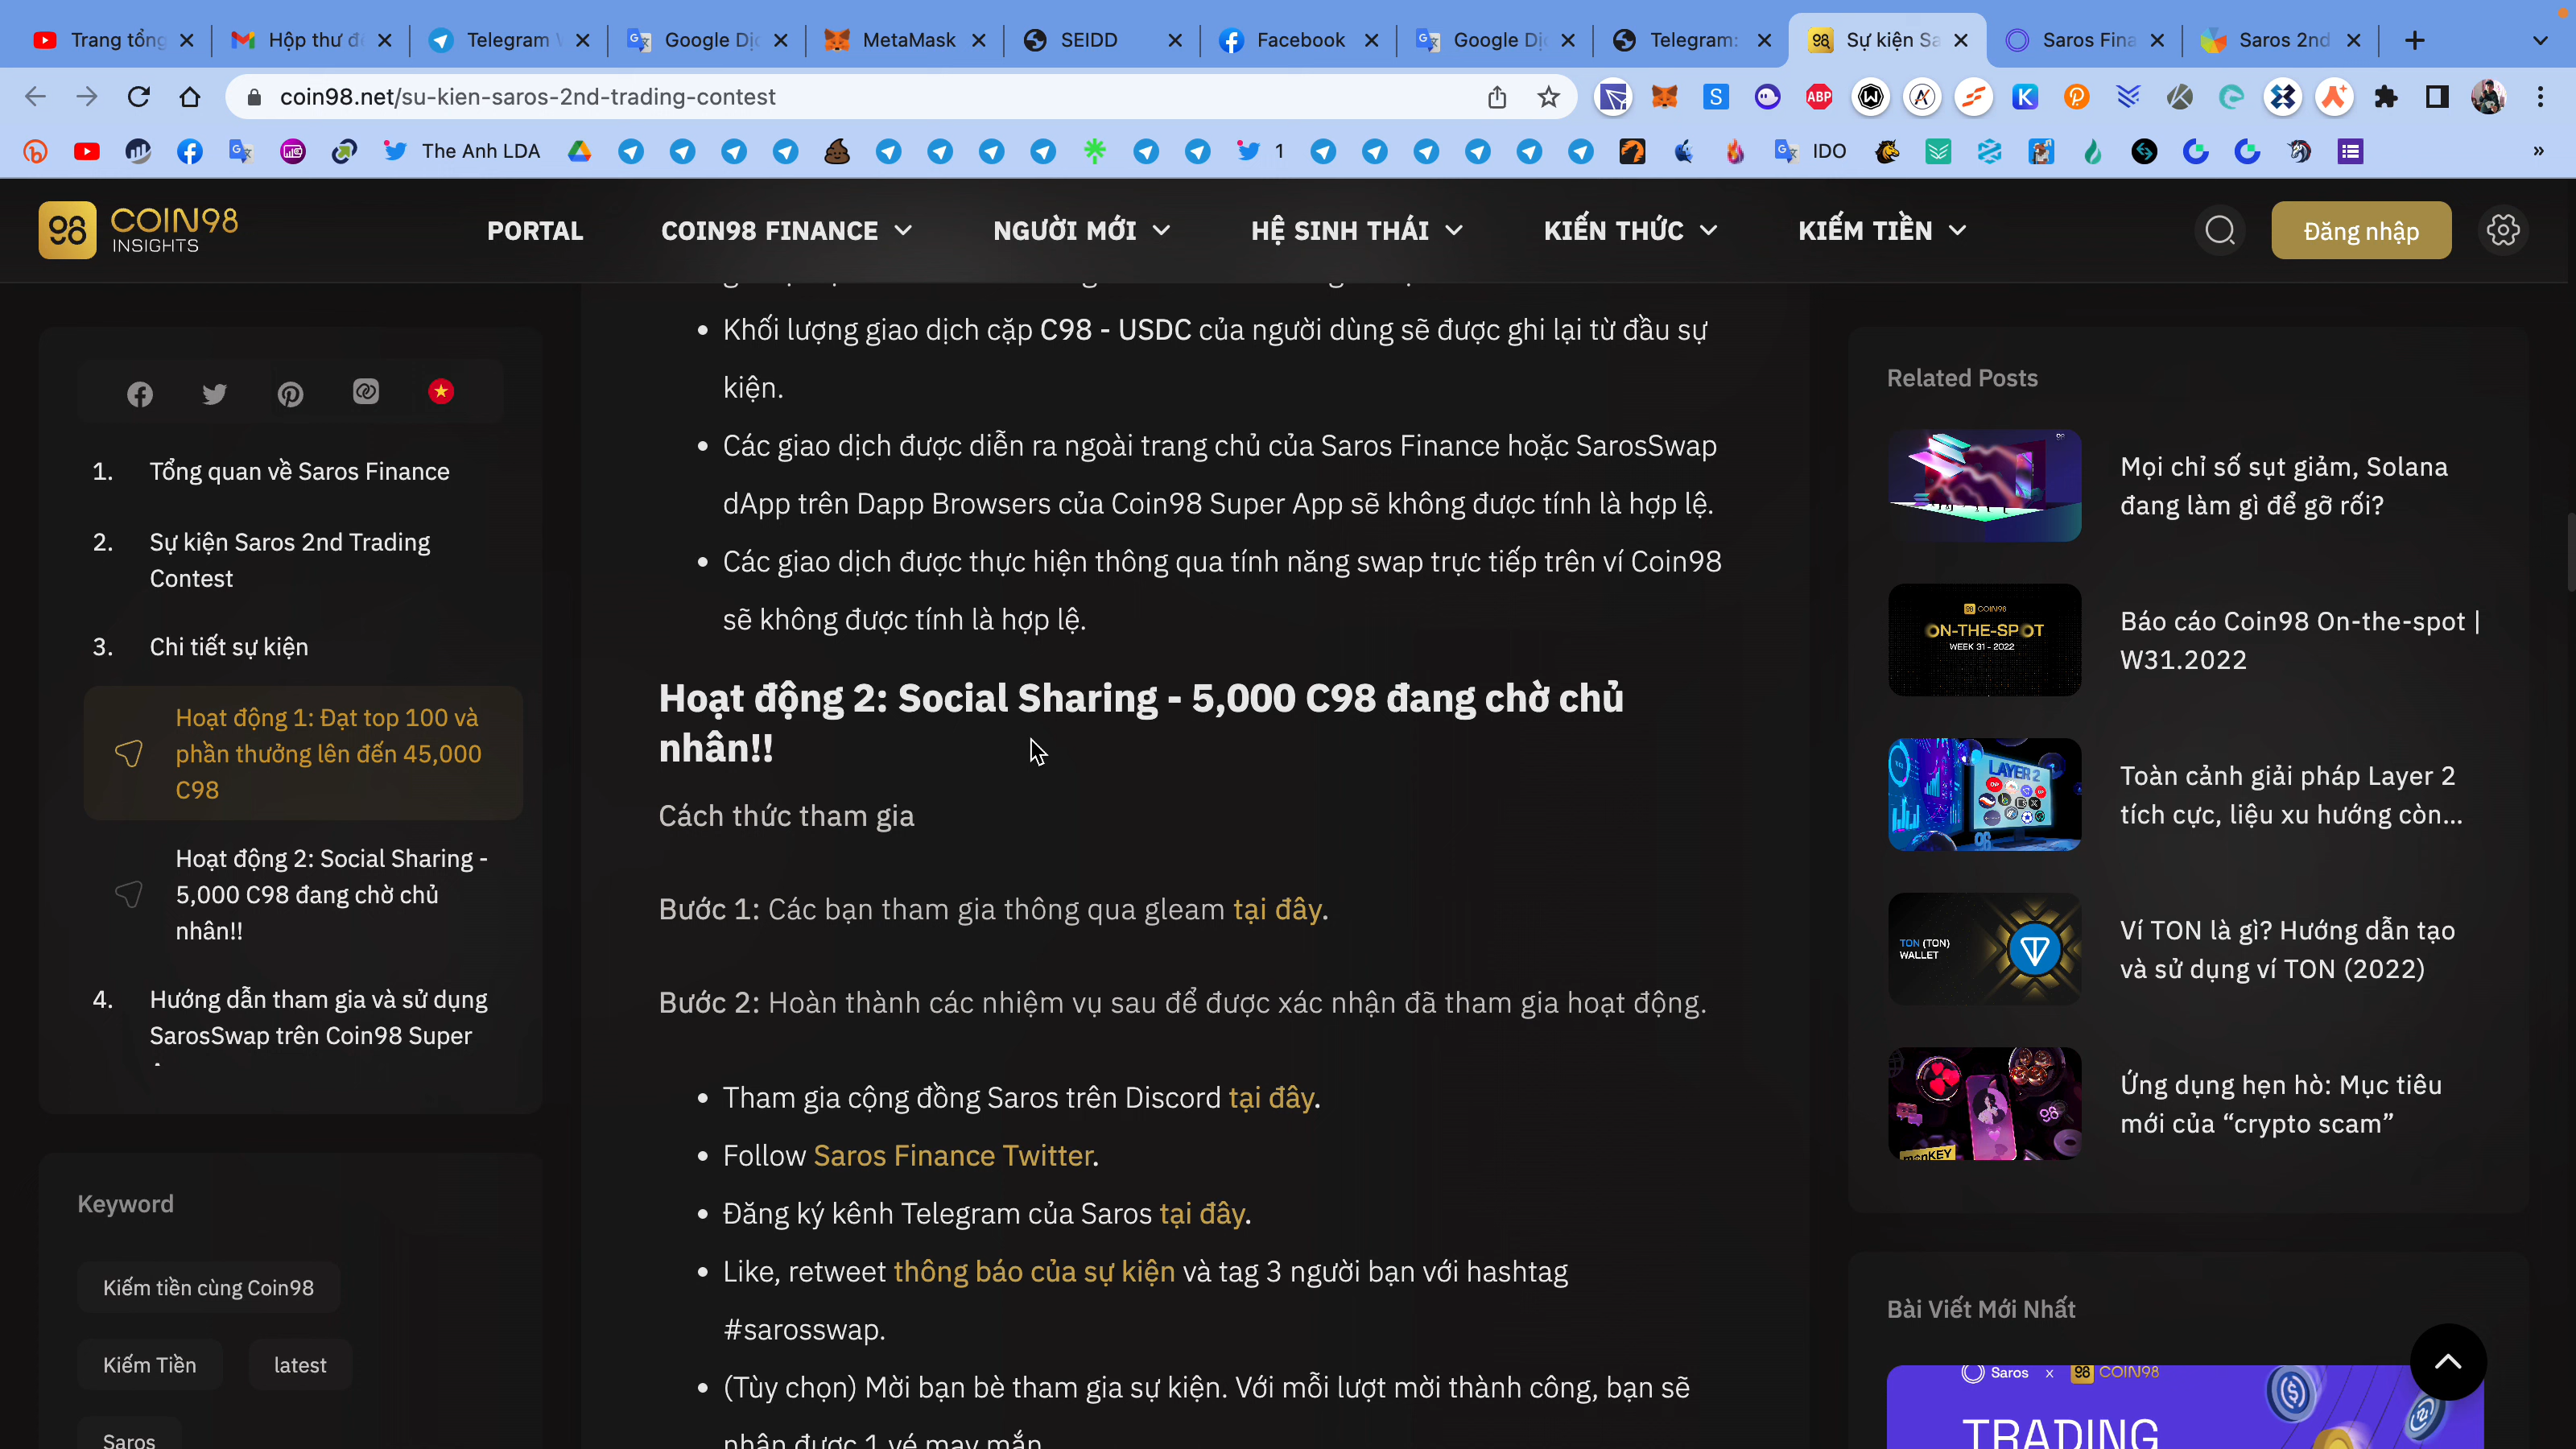 Trang tổng
Hộp thư đ
Telegram
Google Dịc
MetaMask
SEIDD
Facebook
Google Dị
Telegram:
Sự kiện Sa
Saros Fina
Saros 2nd
coin98.net/su-kien-saros-2nd-trading-contest
The Anh LDA
1
IDO
COIN98
INSIGHTS
PORTAL
COIN98 FINANCE
NGƯỜI MỚI
HỆ SINH THÁI
KIẾN THỨC
KIẾM TIỀN
Đăng nhập
1. Tổng quan về Saros Finance
2. Sự kiện Saros 2nd Trading
Contest
3. Chi tiết sự kiện
Hoạt động 1: Đạt top 100 và
phần thưởng lên đến 45,000
C98
Hoạt động 2: Social Sharing -
5,000 C98 đang chờ chủ
nhân!!
4. Hướng dẫn tham gia và sử dụng
SarosSwap trên Coin98 Super
Keyword
Kiếm tiền cùng Coin98
Kiếm Tiền
latest
Saros
• Khối lượng giao dịch cặp C98 - USDC của người dùng sẽ được ghi lại từ đầu sự
kiện.
• Các giao dịch được diễn ra ngoài trang chủ của Saros Finance hoặc SarosSwap
dApp trên Dapp Browsers của Coin98 Super App sẽ không được tính là hợp lệ.
• Các giao dịch được thực hiện thông qua tính năng swap trực tiếp trên ví Coin98
sẽ không được tính là hợp lệ.
Hoạt động 2: Social Sharing - 5,000 C98 đang chờ chủ
nhân!!
Cách thức tham gia
Bước 1: Các bạn tham gia thông qua gleam tại đây.
Bước 2: Hoàn thành các nhiệm vụ sau để được xác nhận đã tham gia hoạt động.
• Tham gia cộng đồng Saros trên Discord tại đây.
• Follow Saros Finance Twitter.
• Đăng ký kênh Telegram của Saros tại đây.
• Like, retweet thông báo của sự kiện và tag 3 người bạn với hashtag
#sarosswap.
• (Tùy chọn) Mời bạn bè tham gia sự kiện. Với mỗi lượt mời thành công, bạn sẽ
nhận được 1 vé may mắn
Related Posts
Mọi chỉ số sụt giảm, Solana
đang làm gì để gỡ rối?
COIN98
ON-THE-SPOT
WEEK 31 - 2022
Báo cáo Coin98 On-the-spot |
W31.2022
LAYER 2
Toàn cảnh giải pháp Layer 2
tích cực, liệu xu hướng còn...
TON (TON)
WALLET
Ví TON là gì? Hướng dẫn tạo
và sử dụng ví TON (2022)
monKEY
Ứng dụng hẹn hò: Mục tiêu
mới của “crypto scam”
Bài Viết Mới Nhất
Saros x COIN98
TRADING